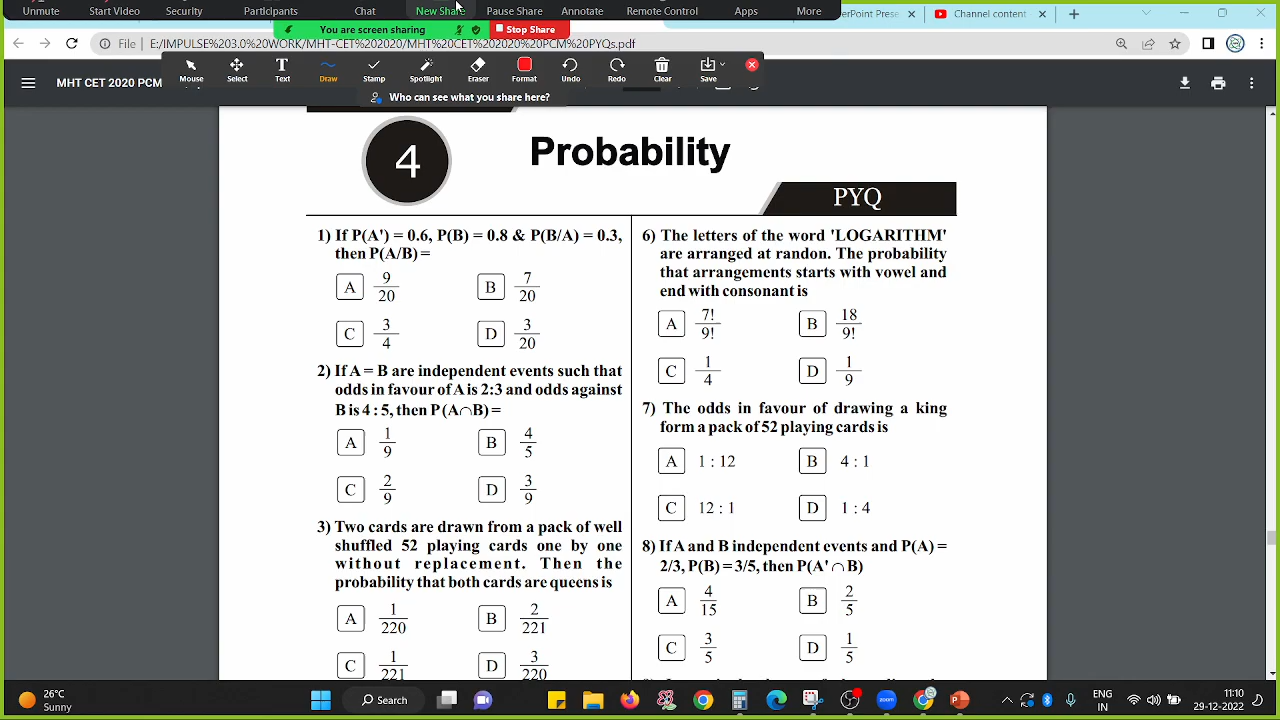 Unmute Start Video Security Participants Chat New Share Pause Share Annotate Remote Control Apps More
You are screen sharing Stop Share
erPoint Pres Channel content
File E:/IMPULSE%203.0%20WORK/MHT-CET%202020/MHT%20CET%202020%20PCM%20PYQs.pdf
Mouse Select Text Draw Stamp Spotlight Eraser Format Undo Redo Clear Save
MHT CET 2020 PCM
Who can see what you share here?
4
Probability
PYQ
1) If P(A') = 0.6, P(B) = 0.8 & P(B/A) = 0.3,
then P(A/B) =
A 9/20 B 7/20
C 3/4 D 3/20
2) If A = B are independent events such that
odds in favour of A is 2:3 and odds against
B is 4 : 5, then P (A∩B) =
A 1/9 B 4/5
C 2/9 D 3/9
3) Two cards are drawn from a pack of well
shuffled 52 playing cards one by one
without replacement. Then the
probability that both cards are queens is
A 1/220 B 2/221
C 1/221 D 3/220
6) The letters of the word 'LOGARITHM'
are arranged at randon. The probability
that arrangements starts with vowel and
end with consonant is
A 7!/9! B 18/9!
C 1/4 D 1/9
7) The odds in favour of drawing a king
form a pack of 52 playing cards is
A 1 : 12 B 4 : 1
C 12 : 1 D 1 : 4
8) If A and B independent events and P(A) =
2/3, P(B) = 3/5, then P(A' ∩ B)
A 4/15 B 2/5
C 3/5 D 1/5
26°C
Sunny
Search
zoom
ENG
IN
11:10
29-12-2022